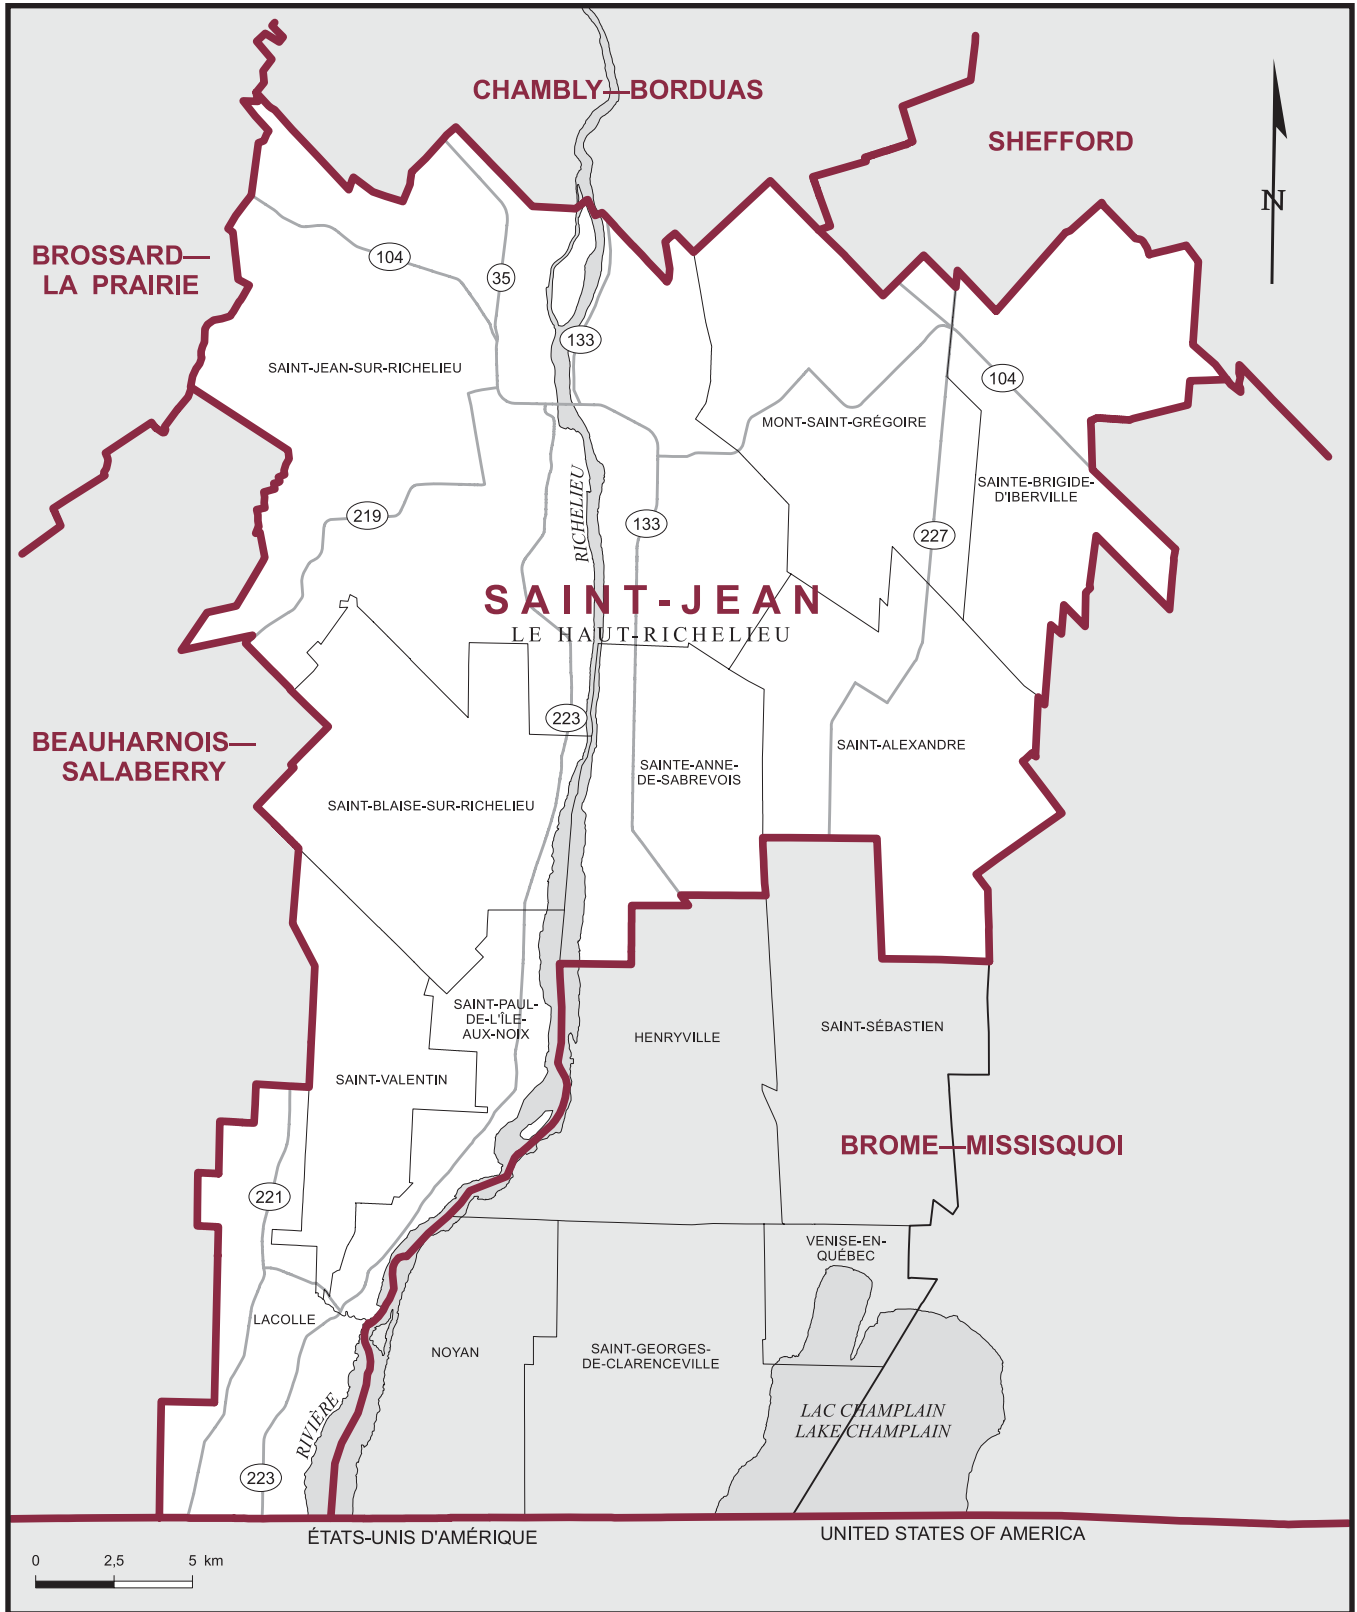 CHAMBLY—BORDUAS
SHEFFORD
N
BROSSARD—
LA PRAIRIE
104
35
133
SAINT-JEAN-SUR-RICHELIEU
104
MONT-SAINT-GRÉGOIRE
SAINTE-BRIGIDE-
D'IBERVILLE
219
RICHELIEU
133
227
SAINT-JEAN
LE HAUT-RICHELIEU
223
BEAUHARNOIS—
SALABERRY
SAINT-ALEXANDRE
SAINTE-ANNE-
DE-SABREVOIS
SAINT-BLAISE-SUR-RICHELIEU
SAINT-PAUL-
DE-L'ÎLE-
AUX-NOIX
HENRYVILLE
SAINT-SÉBASTIEN
SAINT-VALENTIN
BROME—MISSISQUOI
221
VENISE-EN-
QUÉBEC
LACOLLE
NOYAN
SAINT-GEORGES-
DE-CLARENCEVILLE
RIVIÈRE
LAC CHAMPLAIN
LAKE CHAMPLAIN
223
ÉTATS-UNIS D'AMÉRIQUE
UNITED STATES OF AMERICA
0 2,5 5 km